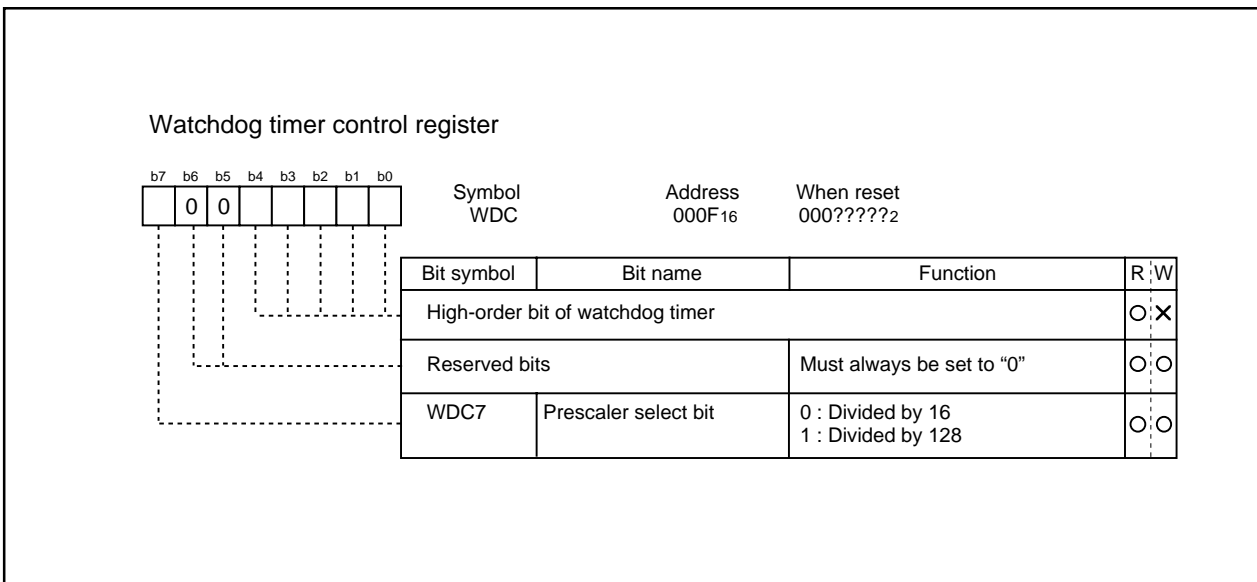 Watchdog timer control register
b7 b6 b5 b4 b3 b2 b1 b0
0 0
Symbol Address When reset
WDC 000F16 000?????2
Bit symbol Bit name Function R W
High-order bit of watchdog timer
Reserved bits Must always be set to “0”
WDC7 Prescaler select bit 0 : Divided by 16
1 : Divided by 128